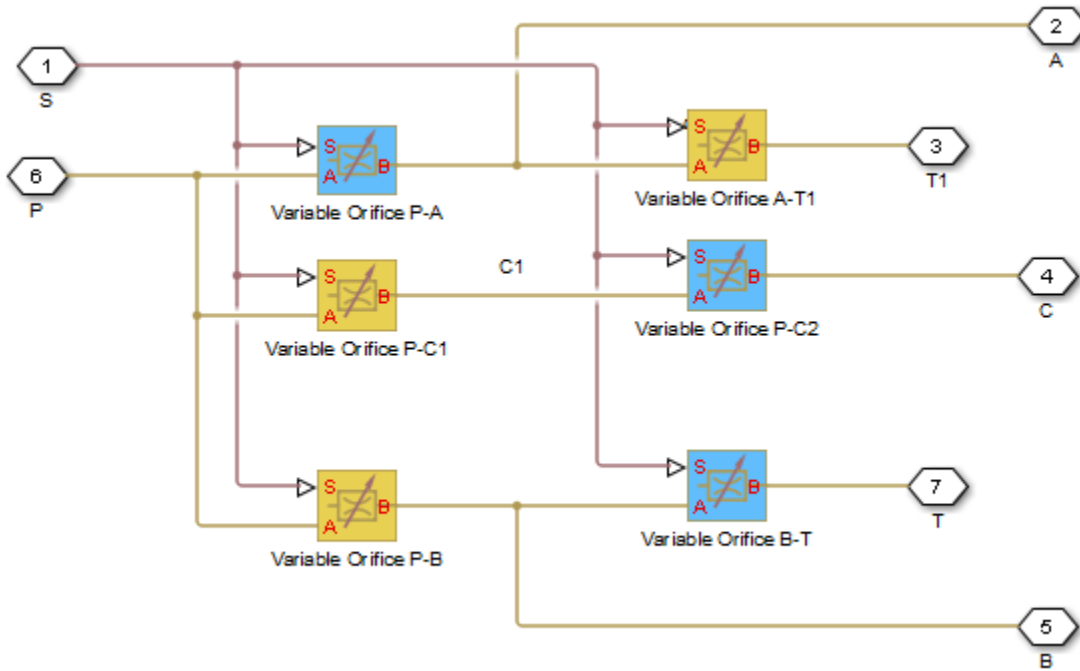 2
A
1
S
S
A
B
Variable Orifice P-A
S
A
B
Variable Orifice A-T1
3
T1
6
P
S
A
B
Variable Orifice P-C1
C1
S
A
B
Variable Orifice P-C2
4
C
S
A
B
Variable Orifice P-B
S
A
B
Variable Orifice B-T
7
T
5
B